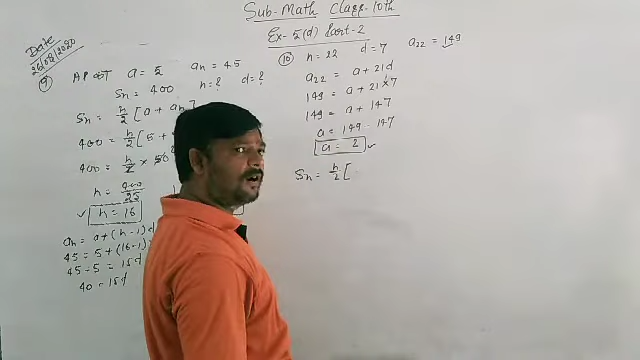 Sub-Math Class-10th
Ex-5(d) Part-2
Date
26/08/2020
(9) AP में a = 5 an = 45
Sn = 400 n = ? d = ?
Sn = n/2 [a + an]
400 = n/2 [5 +
400 = n/2 × 50
n = 400/25
n = 16
an = a + (n-1)d
45 = 5 + (16-1)
45 - 5 = 15d
40 = 15d
(10) n = 22 d = 7 a22 = 149
a22 = a + 21d
149 = a + 21×7
149 = a + 147
a = 149 - 147
a = 2
Sn = n/2 [